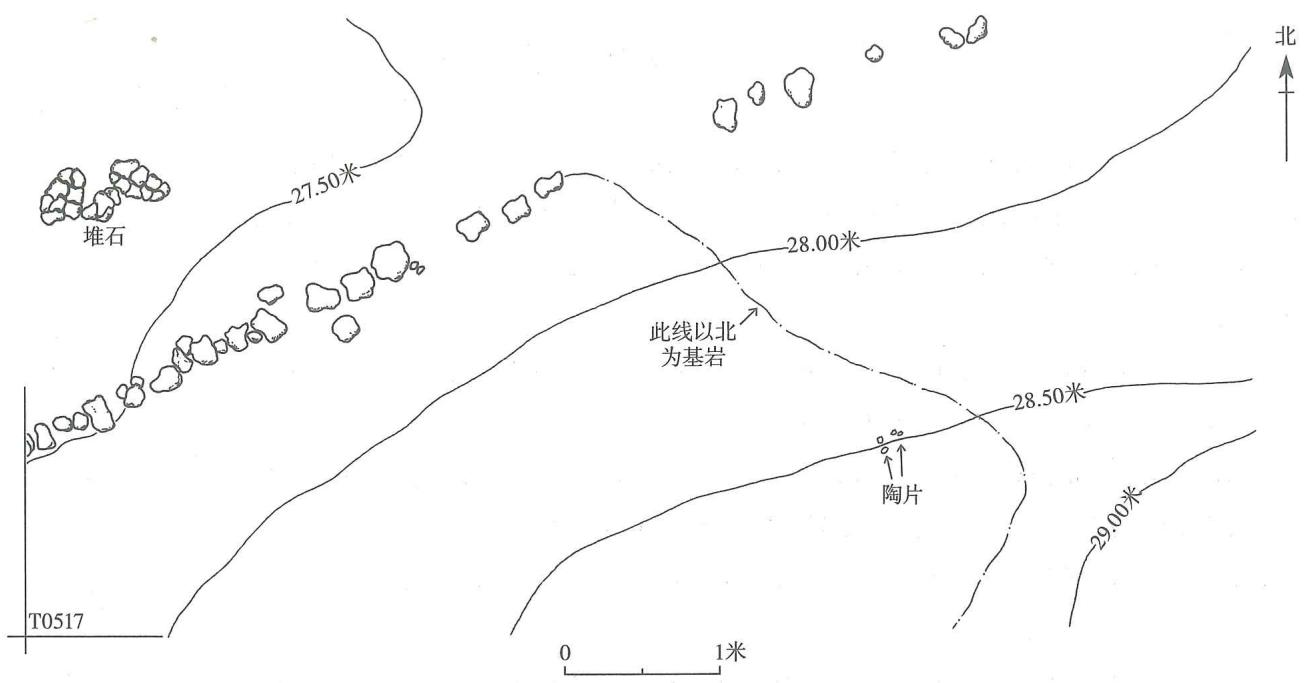 北
27.50米
堆石
28.00米
此线以北
为基岩
28.50米
陶片
29.00米
T0517
0 1米